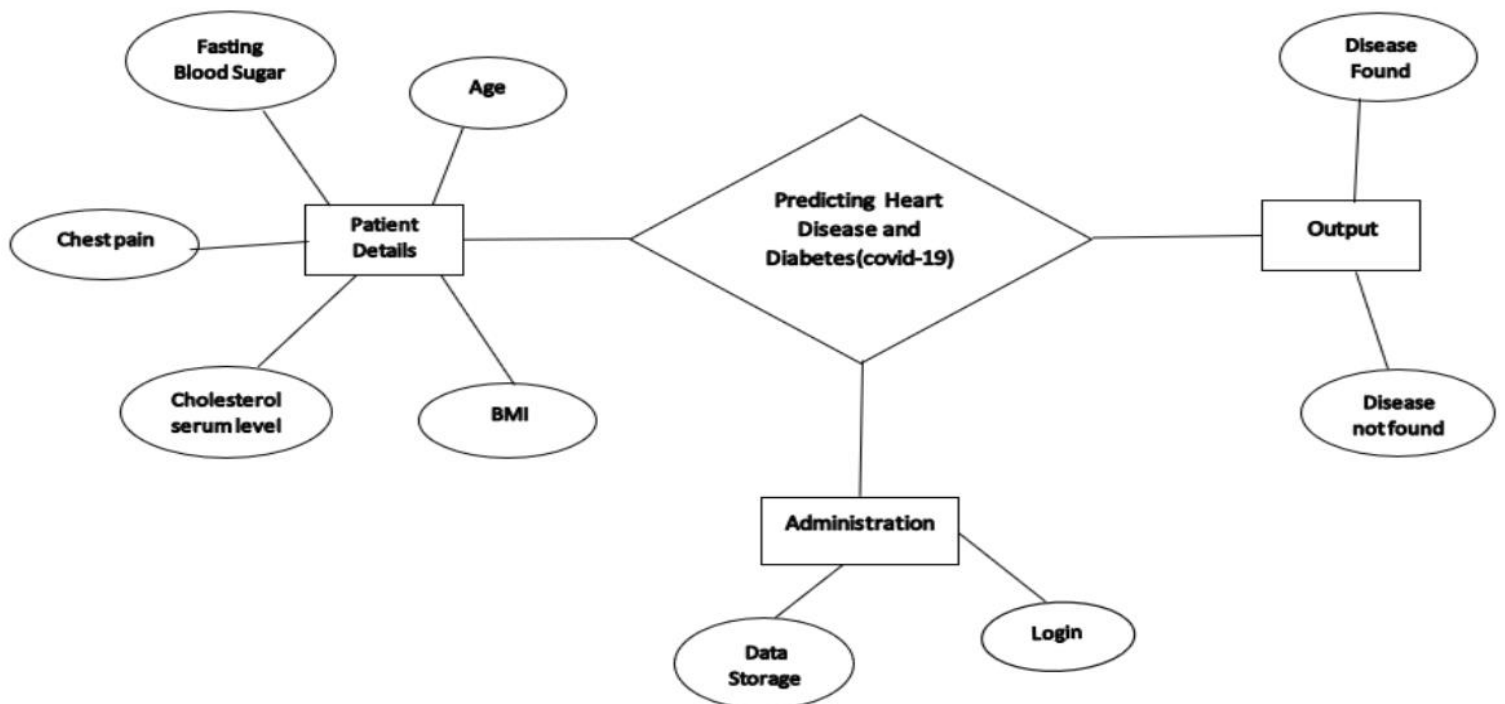 Fasting
Blood Sugar
Age
Disease
Found
Chest pain
Patient
Details
Predicting Heart
Disease and
Diabetes(covid-19)
Output
Cholesterol
serum level
BMI
Disease
not found
Administration
Data
Storage
Login